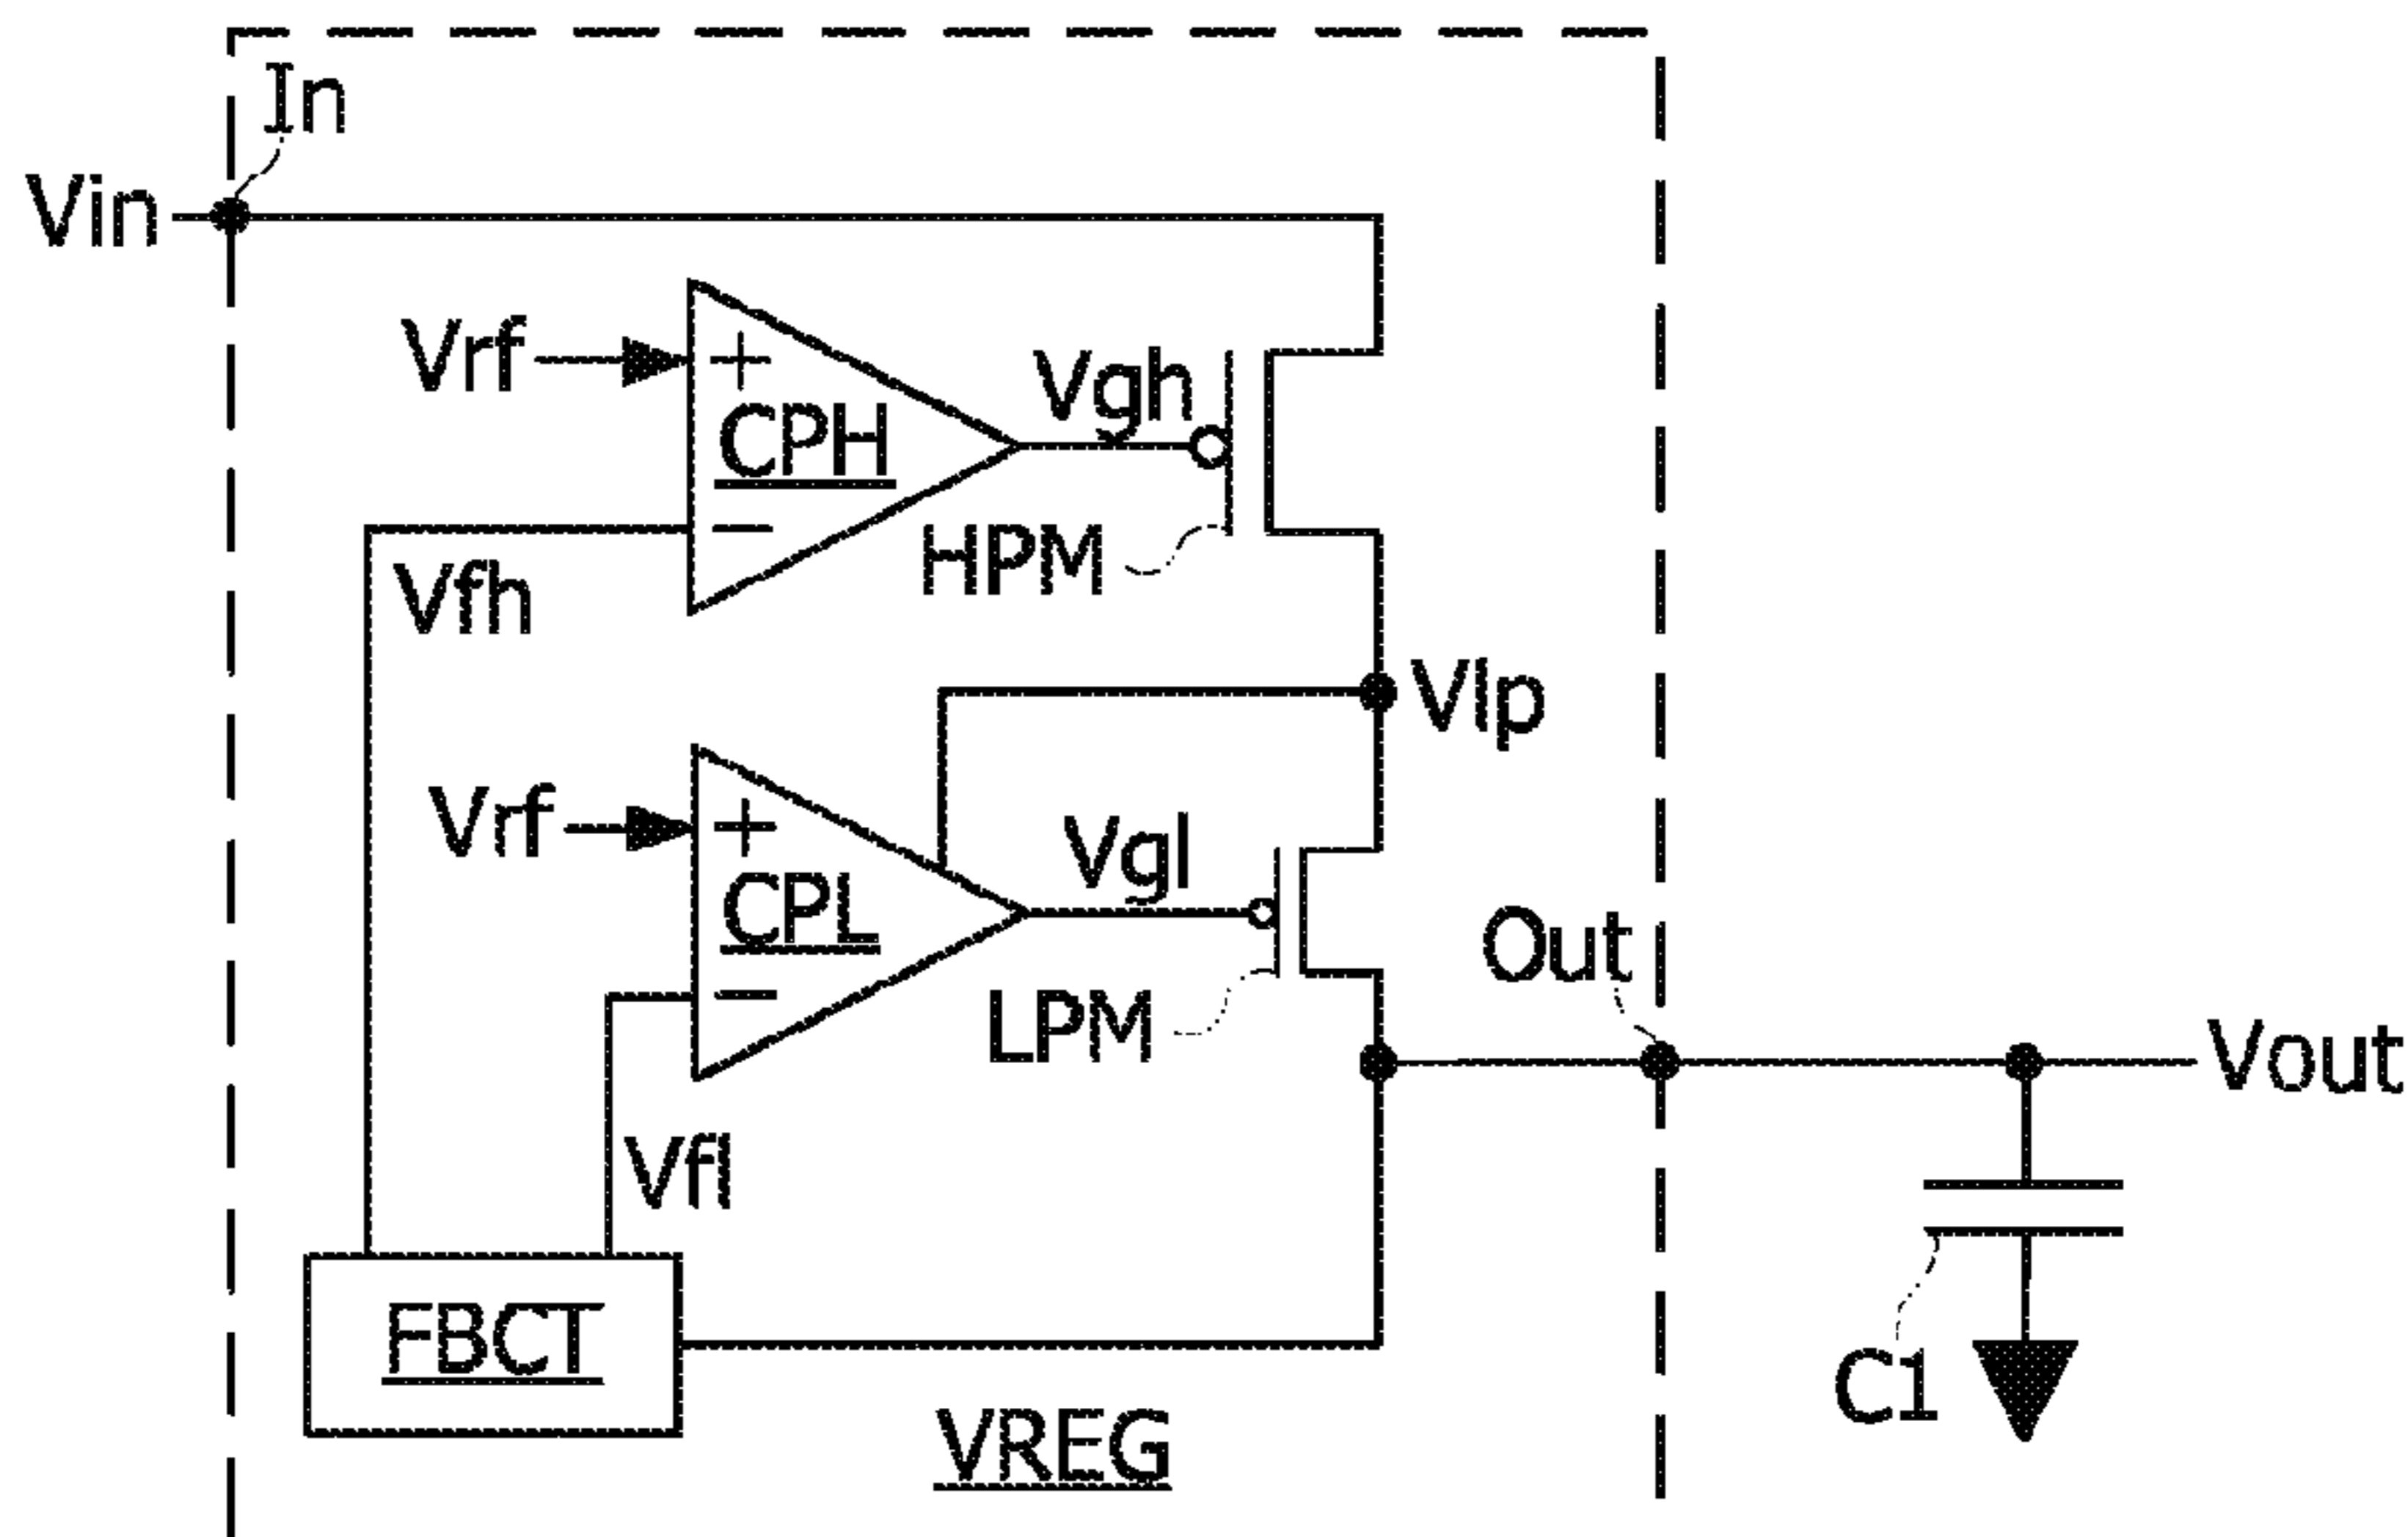 In
Vin
Vrf
+
CPH
−
Vgh
HPM
Vfh
Vlp
Vrf
+
CPL
−
Vgl
LPM
Out
Vout
Vfl
FBCT
C1
VREG